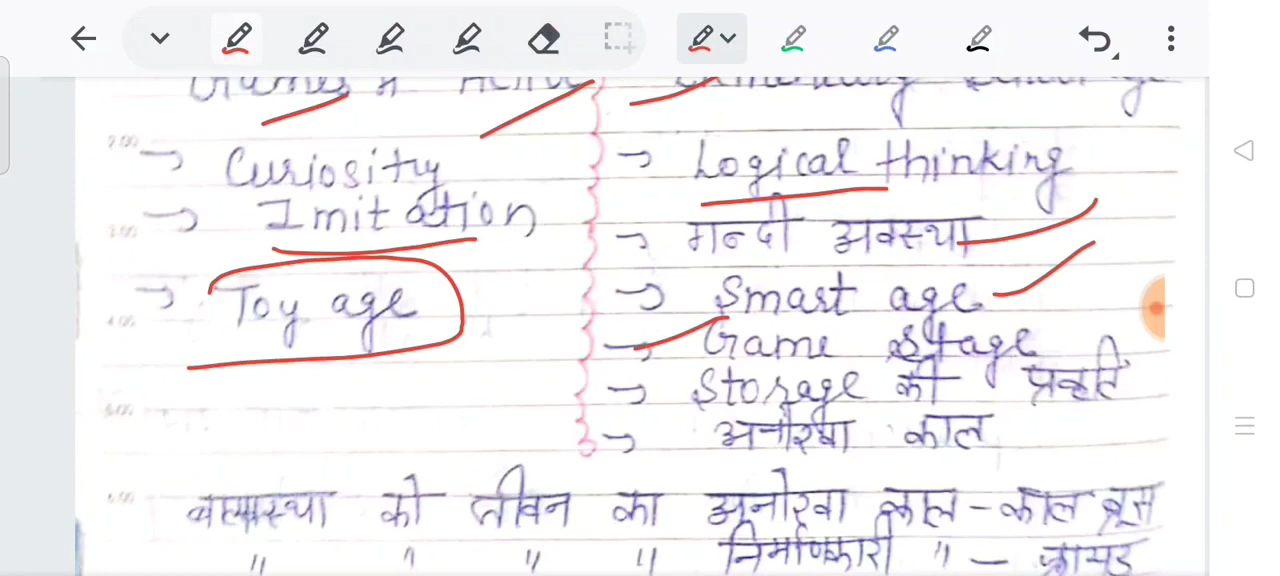 → Curiosity
→ Imitation
→ Toy age
→ Logical thinking
→ गन्दी अवस्था
→ Smart age
→ Game Stage
→ Storage की प्रवृति
→ अनोखा काल
बाल्यावस्था को जीवन का अनोखा काल - काल ब्रूस
" " " " निर्माणकारी " - फ्रायड